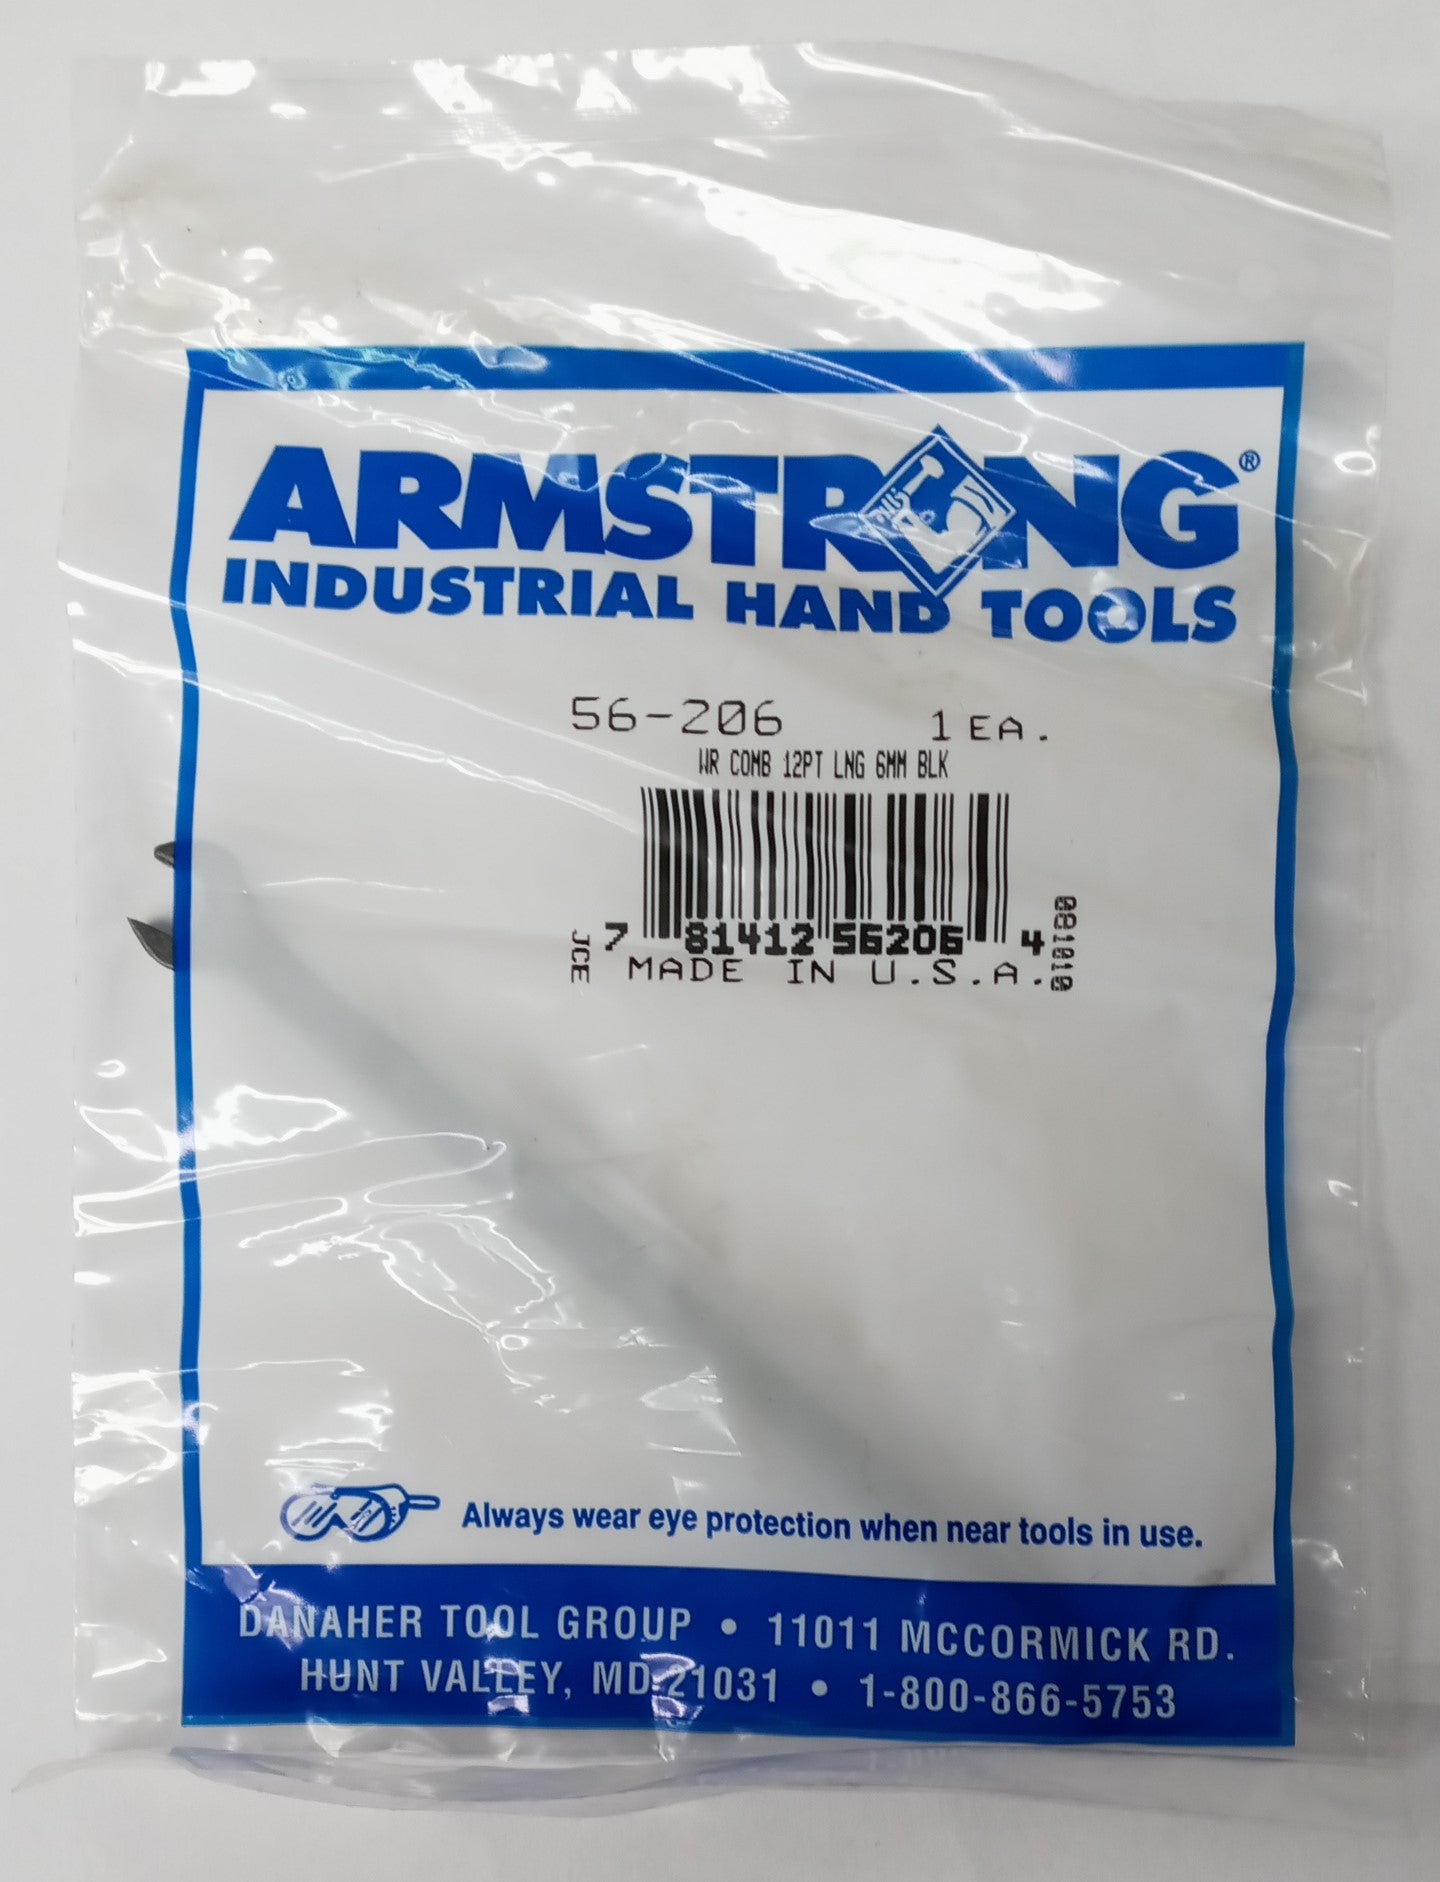 ARMSTRONG®
INDUSTRIAL HAND TOOLS
56-206 1 EA.
WR COMB 12PT LNG 6MM BLK
7 81412 56206 4
JCE
081010
MADE IN U.S.A.
Always wear eye protection when near tools in use.
DANAHER TOOL GROUP • 11011 MCCORMICK RD.
HUNT VALLEY, MD 21031 • 1-800-866-5753